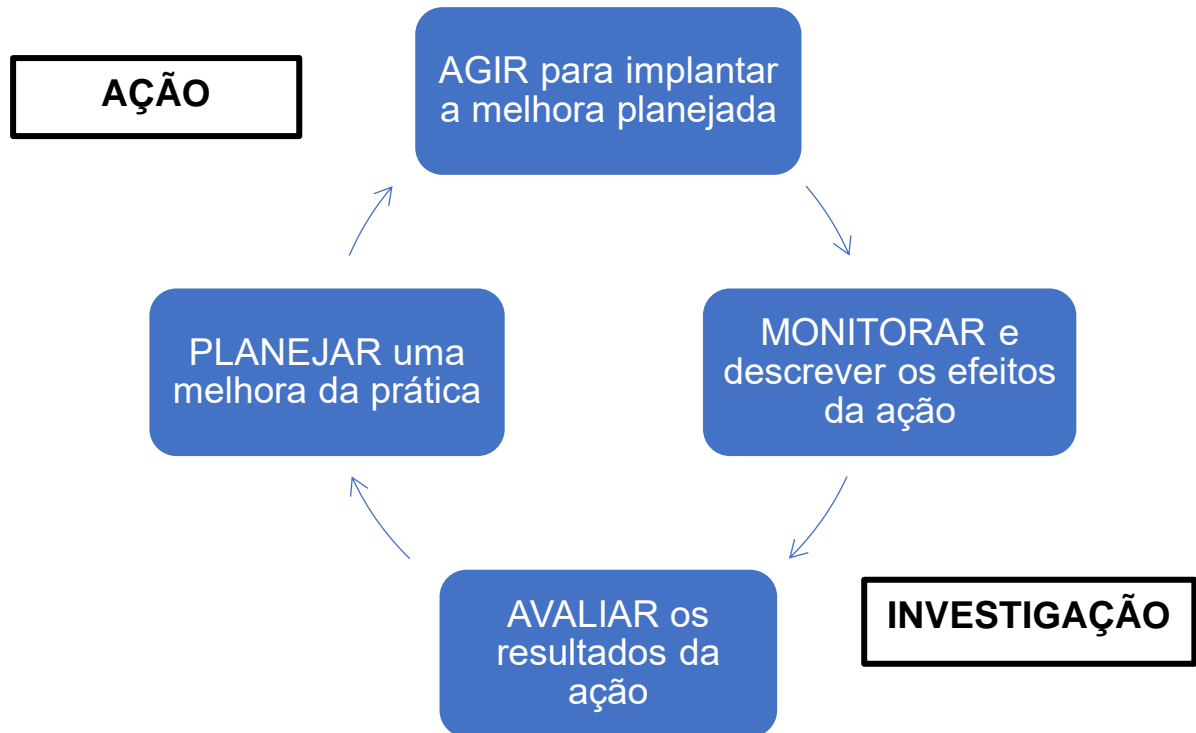 AGIR para implantar
a melhora planejada
AÇÃO
PLANEJAR uma
melhora da prática
MONITORAR e
descrever os efeitos
da ação
AVALIAR os
resultados da
ação
INVESTIGAÇÃO